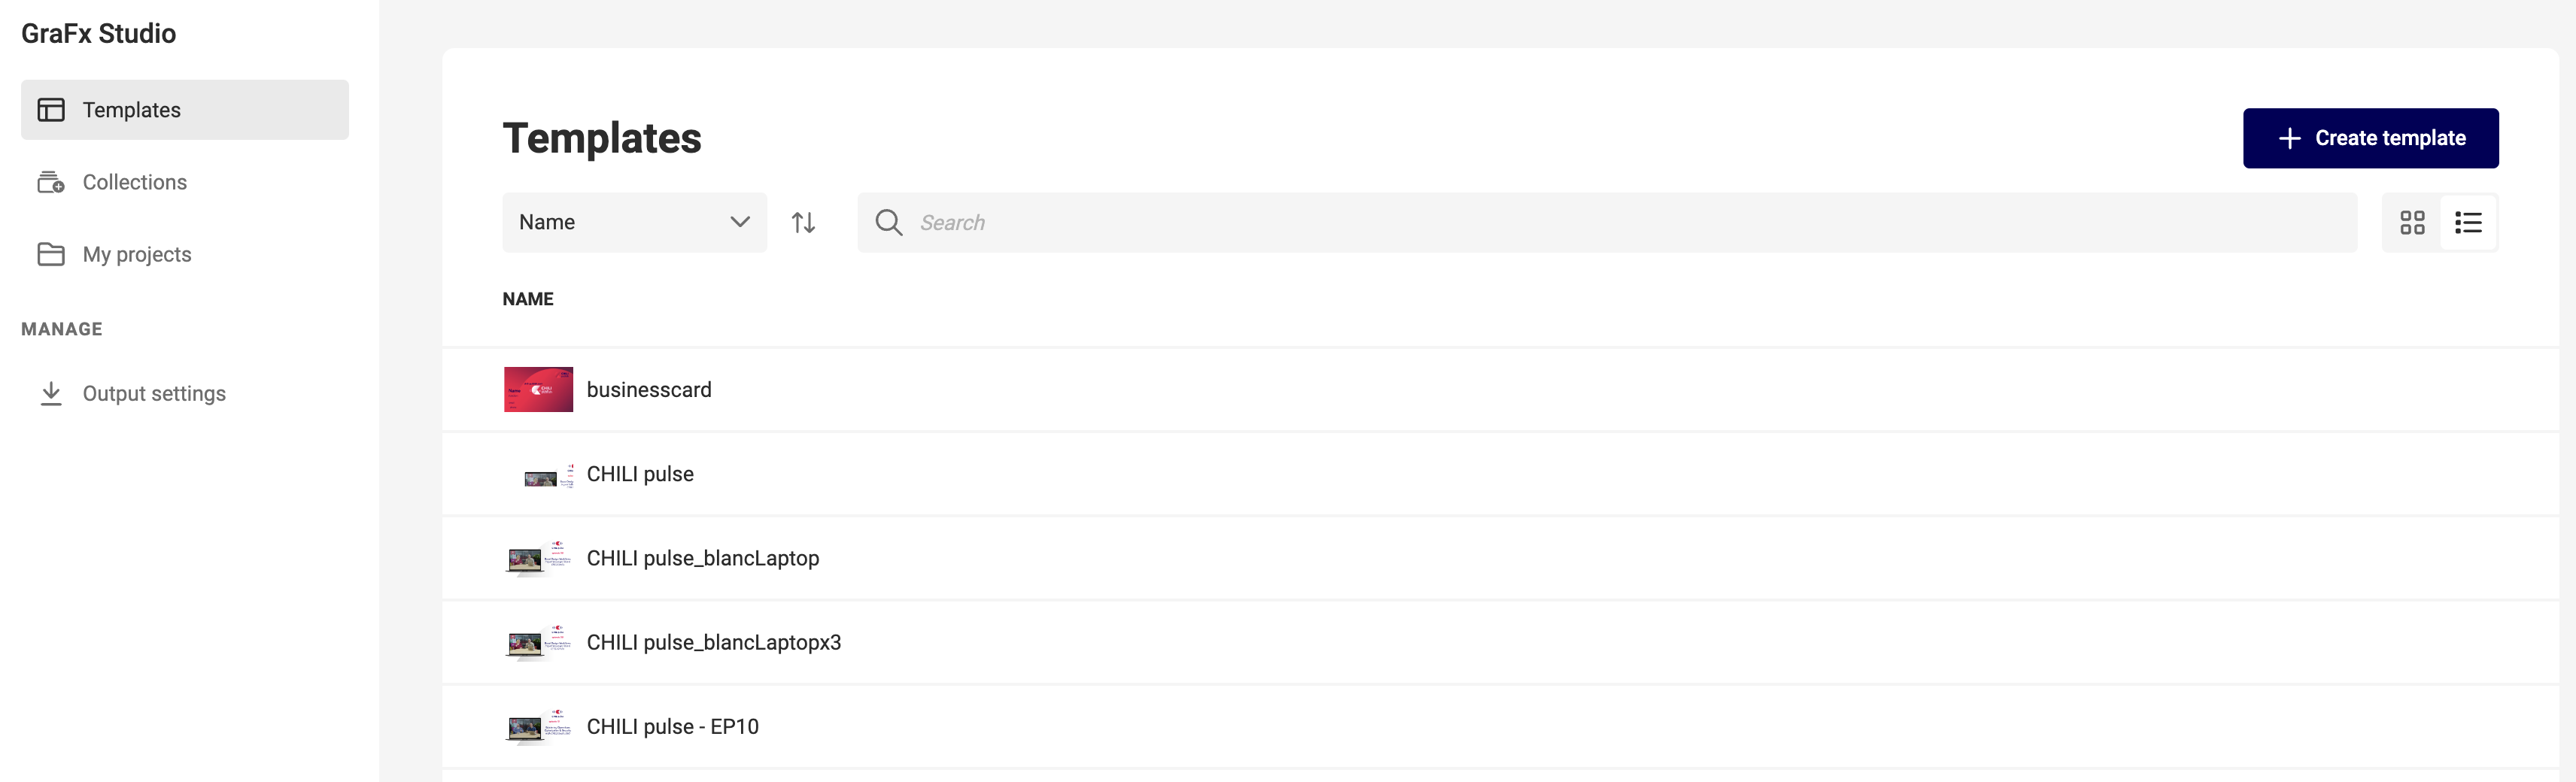 GraFx Studio
Templates
Collections
My projects
MANAGE
Output settings
Templates
Create template
Name
Search
NAME
businesscard
CHILI pulse
CHILI pulse_blancLaptop
CHILI pulse_blancLaptopx3
CHILI pulse - EP10